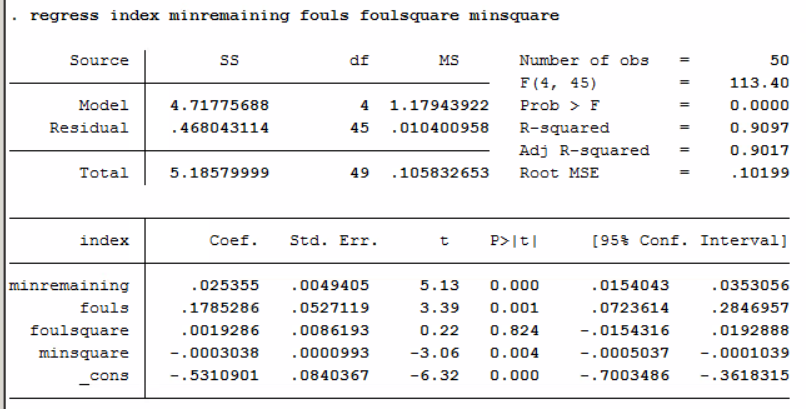 . regress index minremaining fouls foulsquare minsquare
Source SS df MS Number of obs = 50
F(4, 45) = 113.40
Model 4.71775688 4 1.17943922 Prob > F = 0.0000
Residual .468043114 45 .010400958 R-squared = 0.9097
Adj R-squared = 0.9017
Total 5.18579999 49 .105832653 Root MSE = .10199
index Coef. Std. Err. t P>|t| [95% Conf. Interval]
minremaining .025355 .0049405 5.13 0.000 .0154043 .0353056
fouls .1785286 .0527119 3.39 0.001 .0723614 .2846957
foulsquare .0019286 .0086193 0.22 0.824 -.0154316 .0192888
minsquare -.0003038 .0000993 -3.06 0.004 -.0005037 -.0001039
_cons -.5310901 .0840367 -6.32 0.000 -.7003486 -.3618315